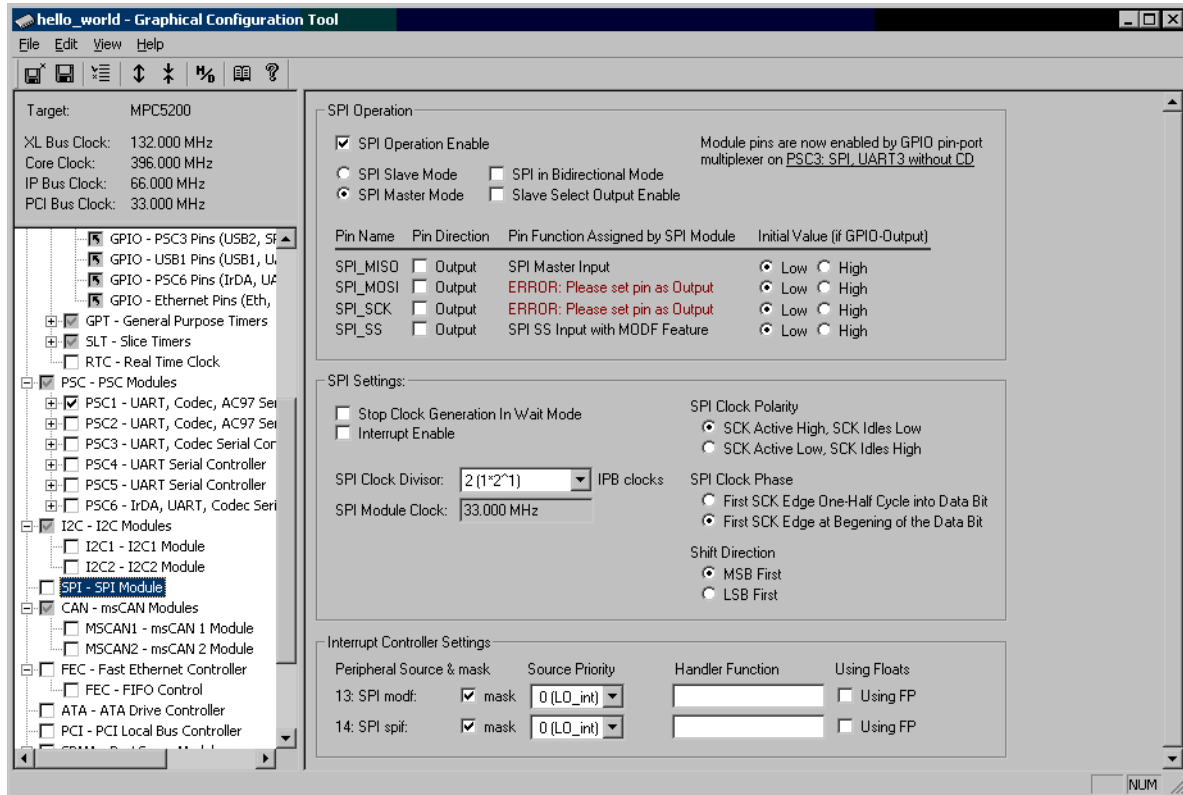 hello_world - Graphical Configuration Tool
File Edit View Help
H/D
Target: MPC5200
XL Bus Clock: 132.000 MHz
Core Clock: 396.000 MHz
IP Bus Clock: 66.000 MHz
PCI Bus Clock: 33.000 MHz
GPIO - PSC3 Pins (USB2, SF
GPIO - USB1 Pins (USB1, U
GPIO - PSC6 Pins (IrDA, UA
GPIO - Ethernet Pins (Eth,
GPT - General Purpose Timers
SLT - Slice Timers
RTC - Real Time Clock
PSC - PSC Modules
PSC1 - UART, Codec, AC97 Ser
PSC2 - UART, Codec, AC97 Ser
PSC3 - UART, Codec Serial Cor
PSC4 - UART Serial Controller
PSC5 - UART Serial Controller
PSC6 - IrDA, UART, Codec Seri
I2C - I2C Modules
I2C1 - I2C1 Module
I2C2 - I2C2 Module
SPI - SPI Module
CAN - msCAN Modules
MSCAN1 - msCAN 1 Module
MSCAN2 - msCAN 2 Module
FEC - Fast Ethernet Controller
FEC - FIFO Control
ATA - ATA Drive Controller
PCI - PCI Local Bus Controller
SPI Operation
SPI Operation Enable
Module pins are now enabled by GPIO pin-port
multiplexer on PSC3: SPI, UART3 without CD
SPI Slave Mode SPI in Bidirectional Mode
SPI Master Mode Slave Select Output Enable
Pin Name Pin Direction Pin Function Assigned by SPI Module Initial Value (if GPIO-Output)
SPI_MISO Output SPI Master Input Low High
SPI_MOSI Output ERROR: Please set pin as Output Low High
SPI_SCK Output ERROR: Please set pin as Output Low High
SPI_SS Output SPI SS Input with MODF Feature Low High
SPI Settings:
Stop Clock Generation In Wait Mode
Interrupt Enable
SPI Clock Divisor: 2 (1*2^1) IPB clocks
SPI Module Clock: 33.000 MHz
SPI Clock Polarity
SCK Active High, SCK Idles Low
SCK Active Low, SCK Idles High
SPI Clock Phase
First SCK Edge One-Half Cycle into Data Bit
First SCK Edge at Begening of the Data Bit
Shift Direction
MSB First
LSB First
Interrupt Controller Settings
Peripheral Source & mask Source Priority Handler Function Using Floats
13: SPI modf: mask 0 (LO_int) Using FP
14: SPI spif: mask 0 (LO_int) Using FP
NUM